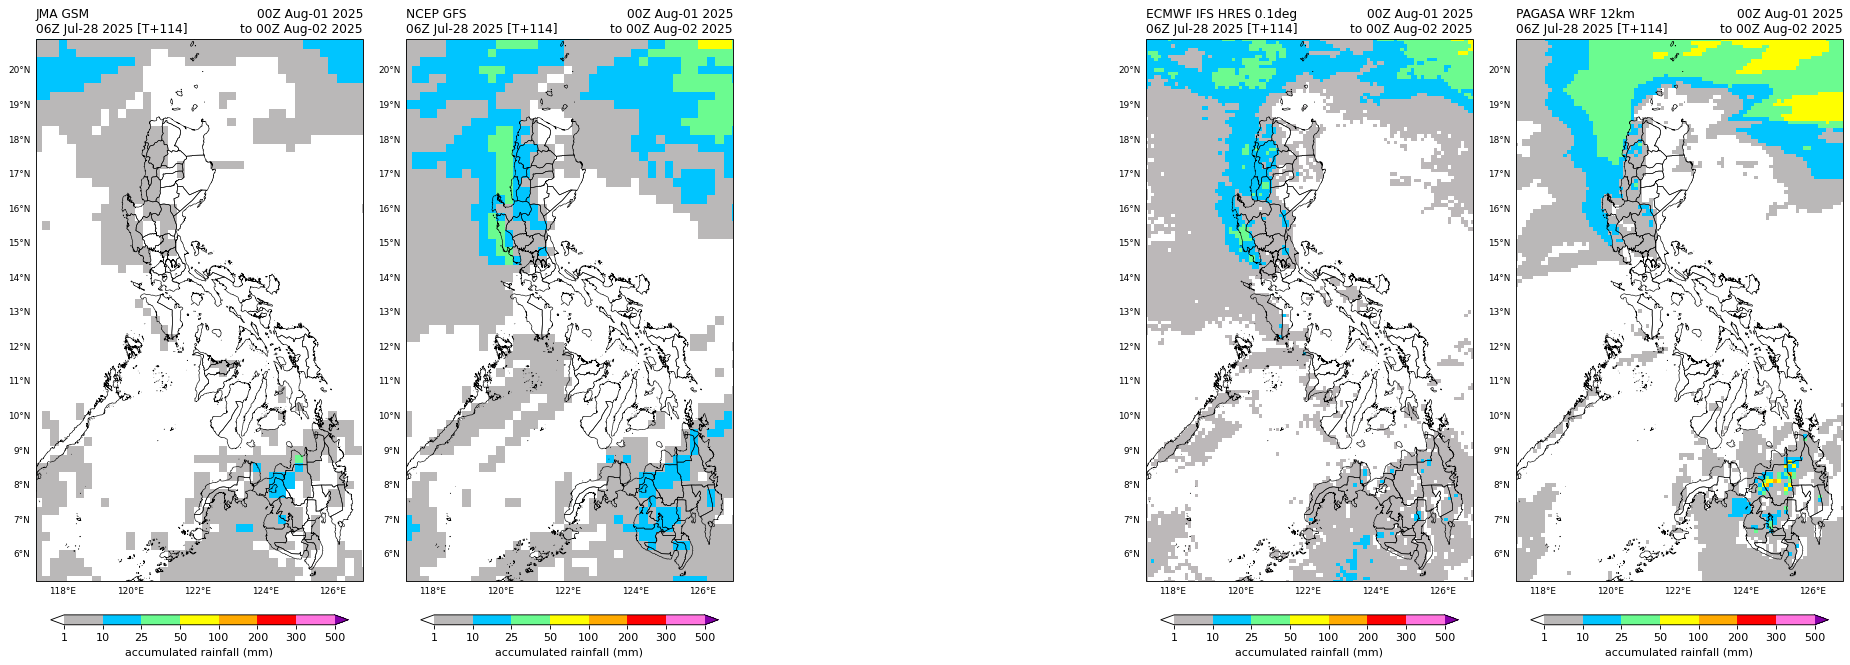 JMA GSM 00Z Aug-01 2025
06Z Jul-28 2025 [T+114] to 00Z Aug-02 2025
20°N
19°N
18°N
17°N
16°N
15°N
14°N
13°N
12°N
11°N
10°N
9°N
8°N
7°N
6°N
118°E 120°E 122°E 124°E 126°E
1 10 25 50 100 200 300 500
accumulated rainfall (mm)
NCEP GFS 00Z Aug-01 2025
06Z Jul-28 2025 [T+114] to 00Z Aug-02 2025
20°N
19°N
18°N
17°N
16°N
15°N
14°N
13°N
12°N
11°N
10°N
9°N
8°N
7°N
6°N
118°E 120°E 122°E 124°E 126°E
1 10 25 50 100 200 300 500
accumulated rainfall (mm)
ECMWF IFS HRES 0.1deg 00Z Aug-01 2025
06Z Jul-28 2025 [T+114] to 00Z Aug-02 2025
20°N
19°N
18°N
17°N
16°N
15°N
14°N
13°N
12°N
11°N
10°N
9°N
8°N
7°N
6°N
118°E 120°E 122°E 124°E 126°E
1 10 25 50 100 200 300 500
accumulated rainfall (mm)
PAGASA WRF 12km 00Z Aug-01 2025
06Z Jul-28 2025 [T+114] to 00Z Aug-02 2025
20°N
19°N
18°N
17°N
16°N
15°N
14°N
13°N
12°N
11°N
10°N
9°N
8°N
7°N
6°N
118°E 120°E 122°E 124°E 126°E
1 10 25 50 100 200 300 500
accumulated rainfall (mm)